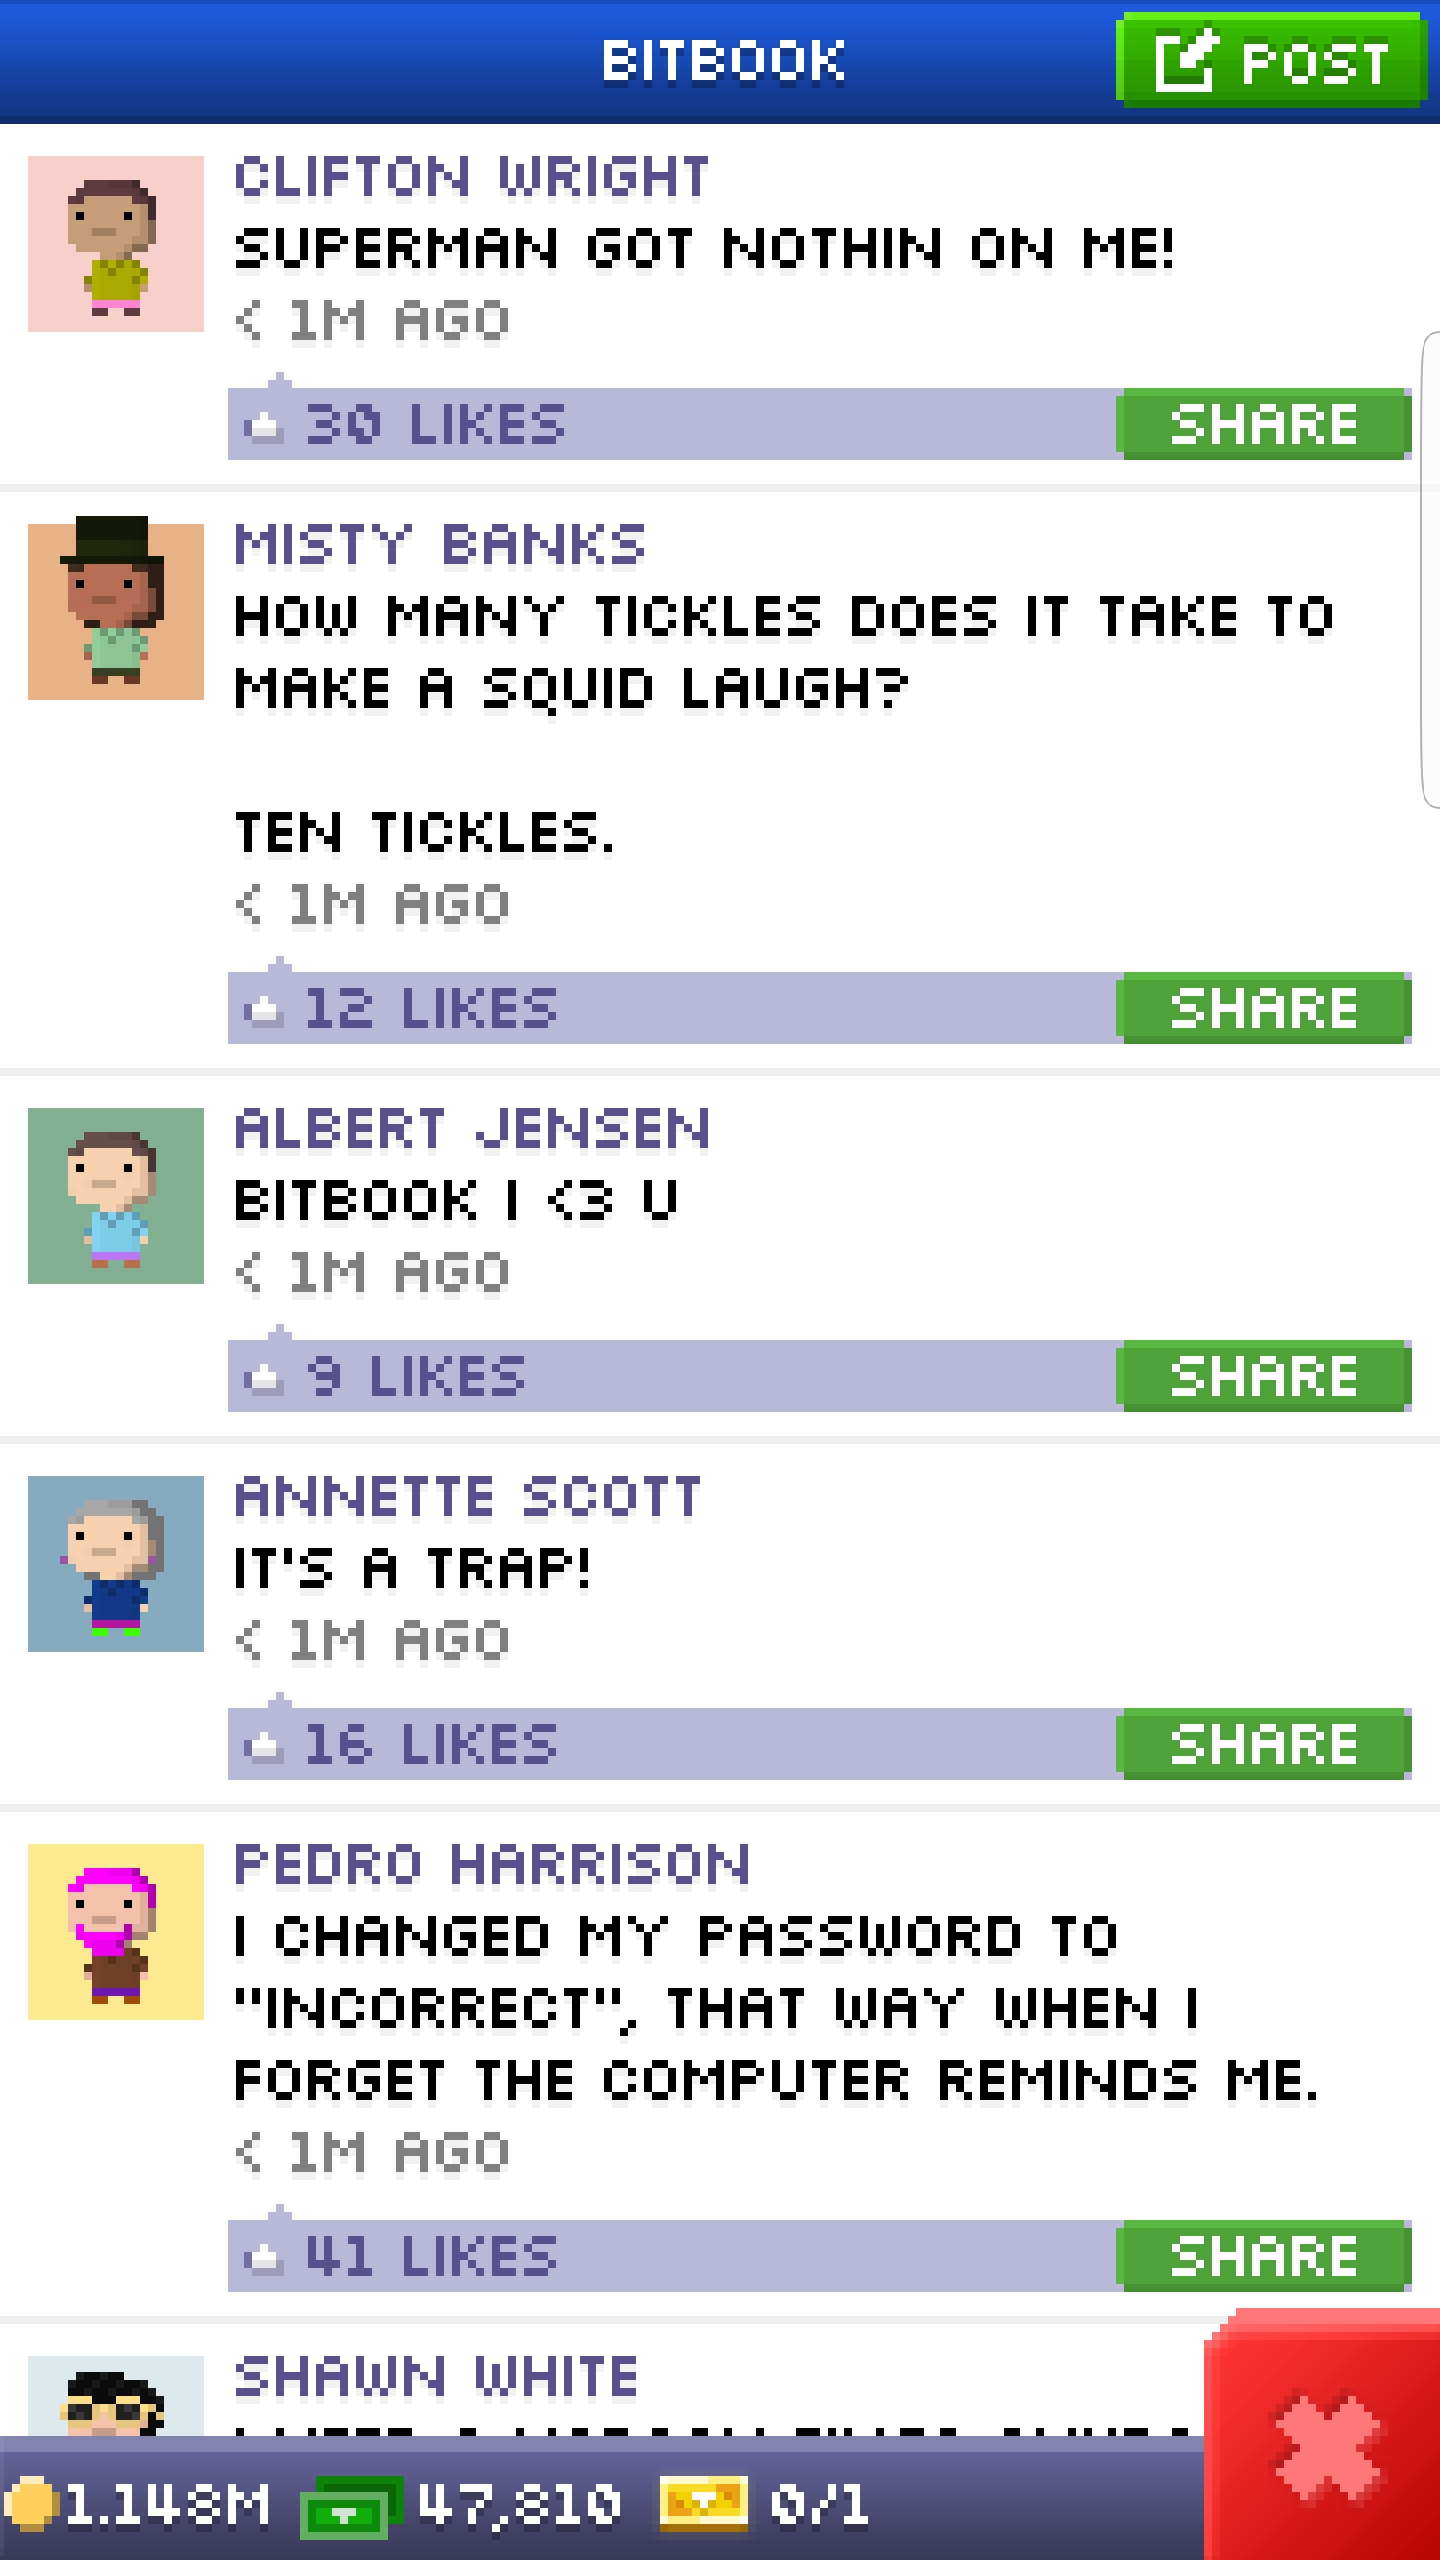 BITBOOK
POST
CLIFTON WRIGHT
SUPERMAN GOT NOTHIN ON ME!
< 1M AGO
30 LIKES
SHARE
MISTY BANKS
HOW MANY TICKLES DOES IT TAKE TO
MAKE A SQUID LAUGH?
TEN TICKLES.
< 1M AGO
12 LIKES
SHARE
ALBERT JENSEN
BITBOOK I <3 U
< 1M AGO
9 LIKES
SHARE
ANNETTE SCOTT
IT'S A TRAP!
< 1M AGO
16 LIKES
SHARE
PEDRO HARRISON
I CHANGED MY PASSWORD TO
"INCORRECT", THAT WAY WHEN I
FORGET THE COMPUTER REMINDS ME.
< 1M AGO
41 LIKES
SHARE
SHAWN WHITE
1.148M
47,810
0/1